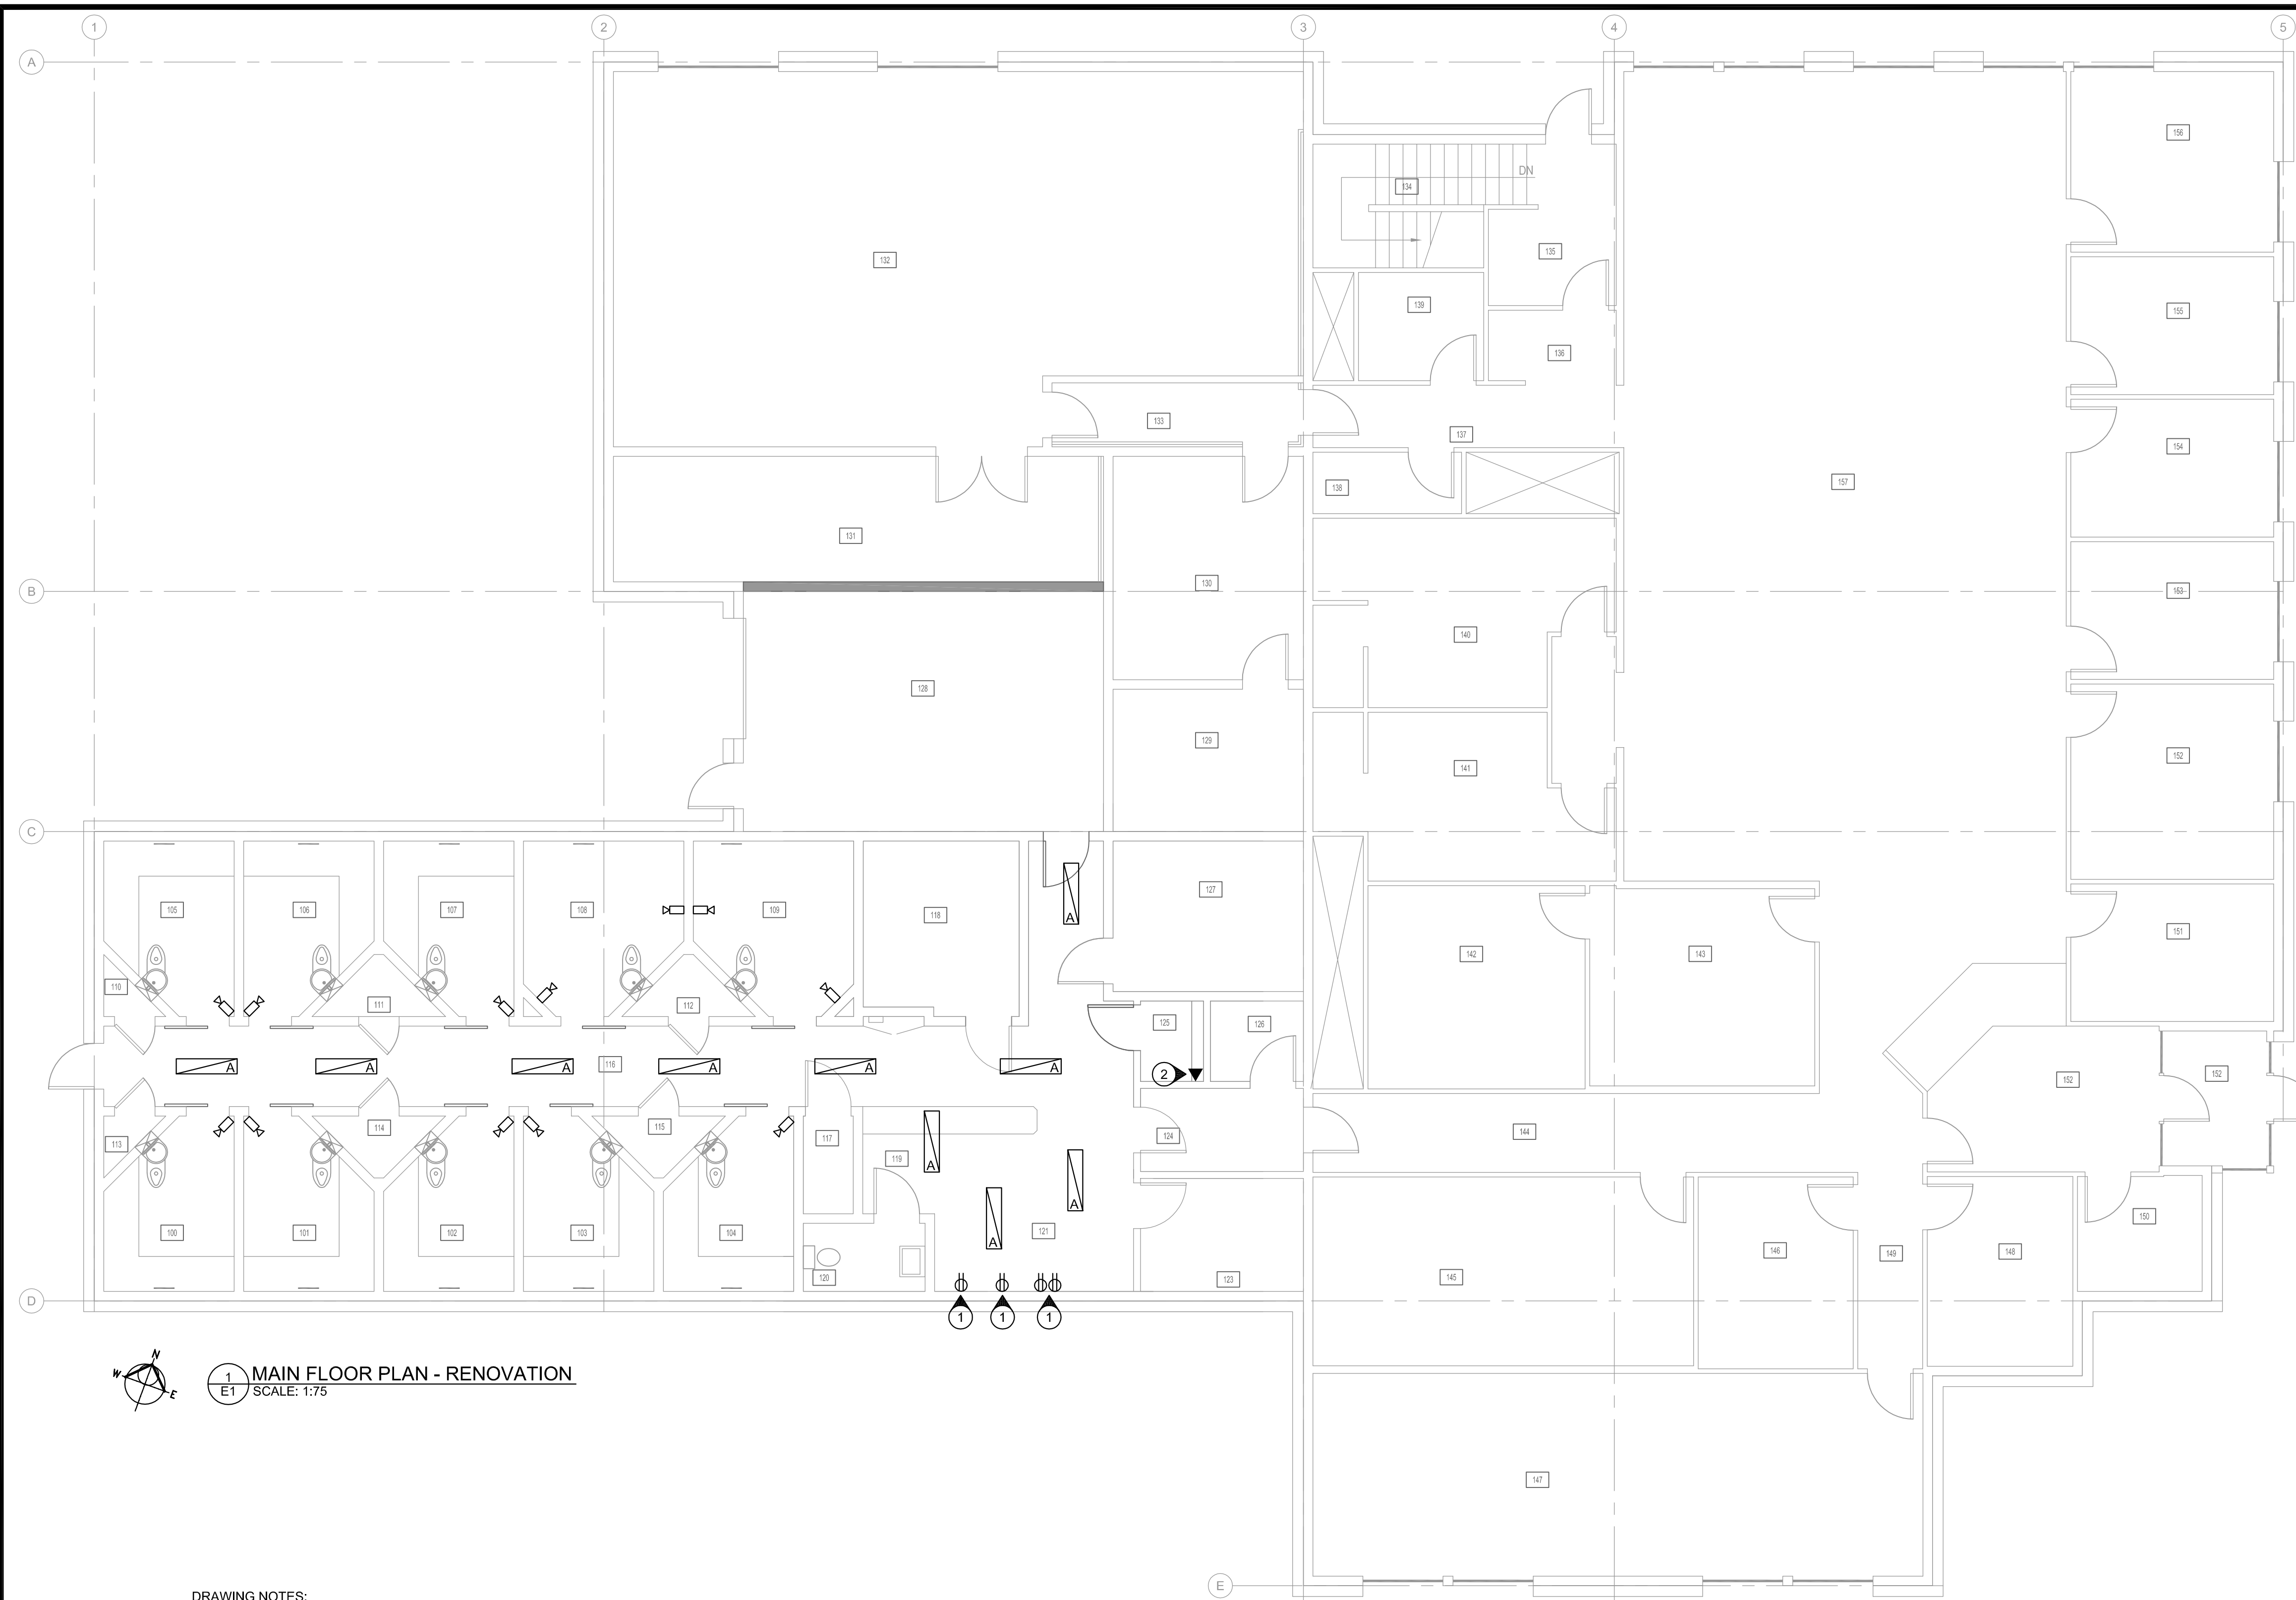 1 2 3 4 5
A
156
DN
134
135
132
155
139
136
133
137
154
157
138
131
130
B
153
140
128
129
152
141
C
105 106 107 108 109
118
127
A
151
142
143
110
111
112
125
126
116
A A A A A A
2
152
152
113
114
115
117
124
144
119
A
A
A
100 101 102 103 104
121
150
146
149
148
120
123
145
D
1 1 1
N
W
E
1
E1
MAIN FLOOR PLAN - RENOVATION
SCALE: 1:75
147
E
DRAWING NOTES: